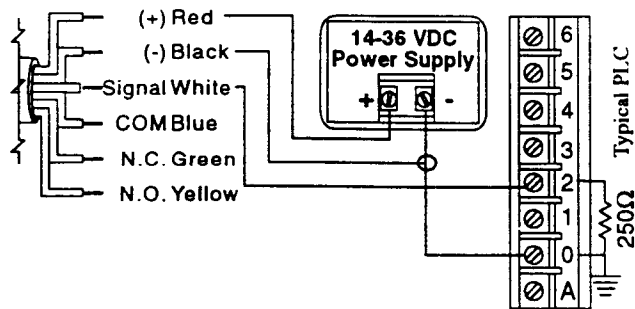 (+) Red
(-) Black
Signal White
COM Blue
N.C. Green
N.O. Yellow
14-36 VDC
Power Supply
+ -
6
5
4
3
2
1
0
A
Typical PLC
250Ω